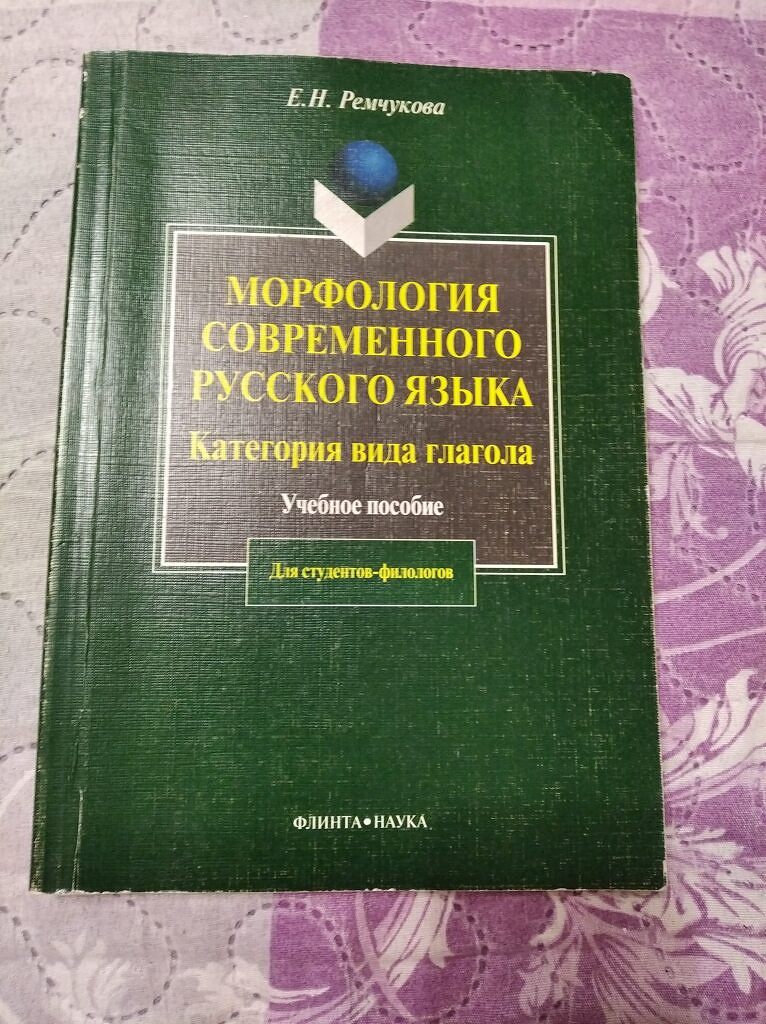 Е.Н. Ремчукова
МОРФОЛОГИЯ
СОВРЕМЕННОГО
РУССКОГО ЯЗЫКА
Категория вида глагола
Учебное пособие
Для студентов-филологов
ФЛИНТА•НАУКА